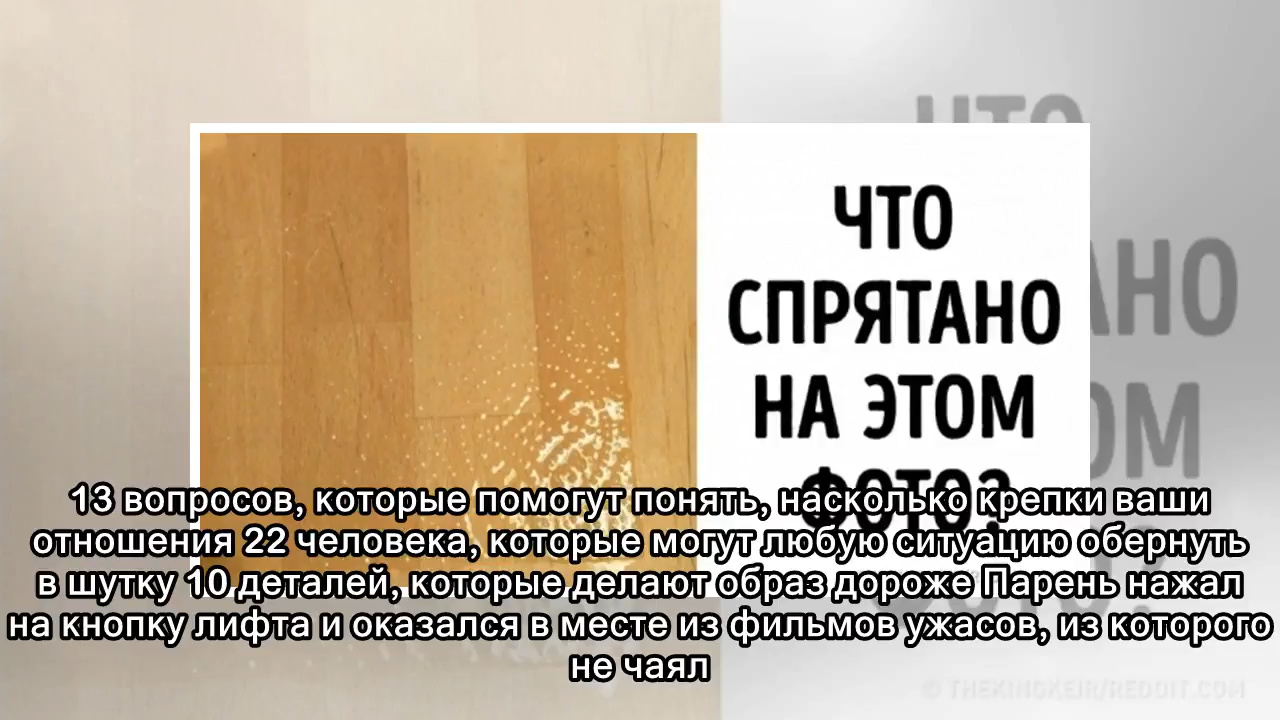 ЧТО
СПРЯТАНО
НА ЭТОМ
ФОТО?
13 вопросов, которые помогут понять, насколько крепки ваши
отношения 22 человека, которые могут любую ситуацию обернуть
в шутку 10 деталей, которые делают образ дороже Парень нажал
на кнопку лифта и оказался в месте из фильмов ужасов, из которого
не чаял
© THEKINGKEIR/REDDIT.COM